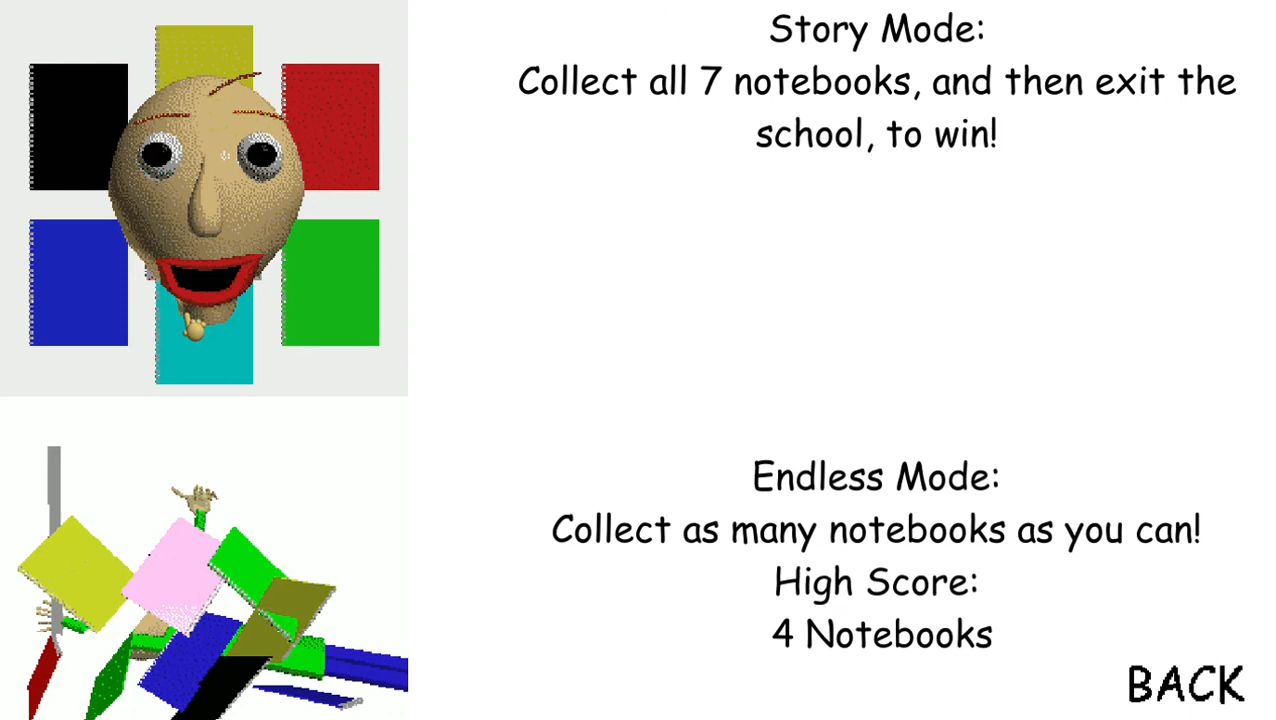 Story Mode:
Collect all 7 notebooks, and then exit the
school, to win!
Endless Mode:
Collect as many notebooks as you can!
High Score:
4 Notebooks
BACK